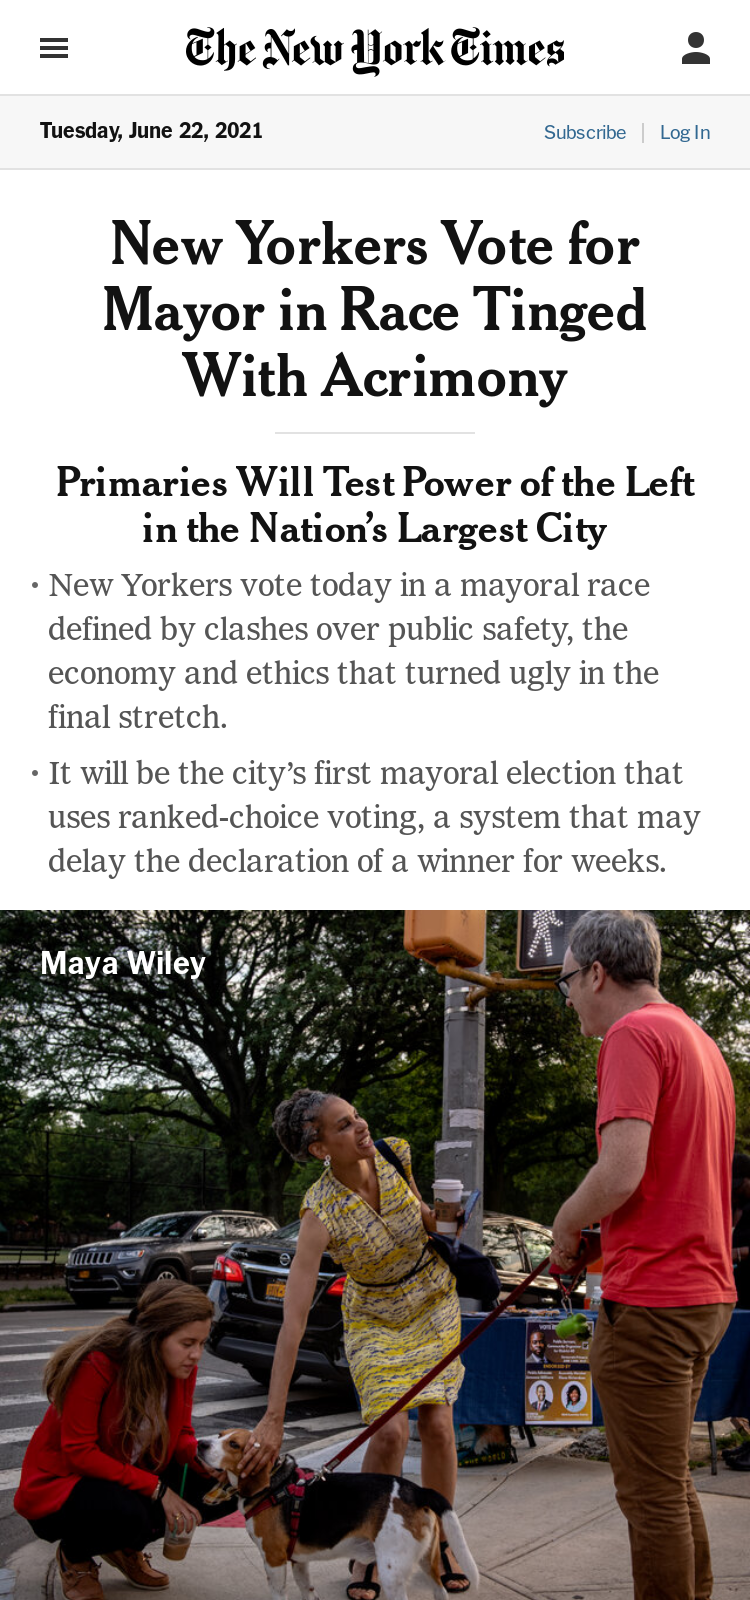 The New York Times
Tuesday, June 22, 2021
Subscribe | Log In
New Yorkers Vote for
Mayor in Race Tinged
With Acrimony
Primaries Will Test Power of the Left
in the Nation’s Largest City
• New Yorkers vote today in a mayoral race
defined by clashes over public safety, the
economy and ethics that turned ugly in the
final stretch.
• It will be the city’s first mayoral election that
uses ranked-choice voting, a system that may
delay the declaration of a winner for weeks.
Maya Wiley